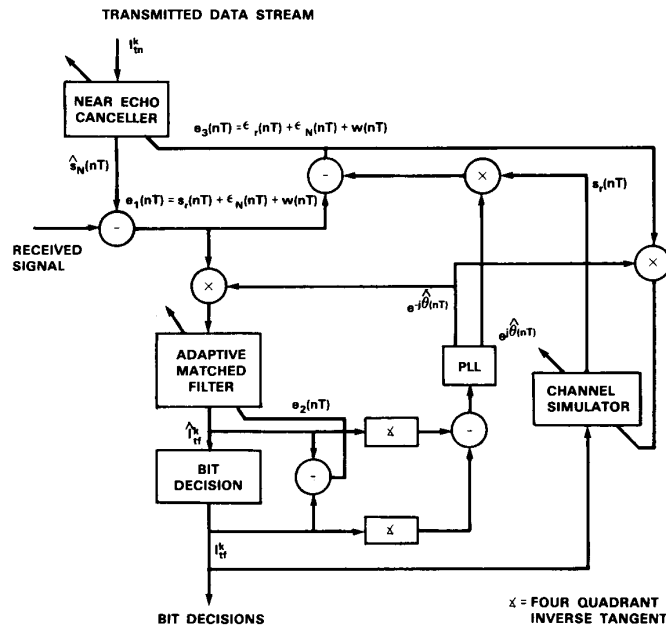 TRANSMITTED DATA STREAM
I^k_tn
NEAR ECHO
CANCELLER
e₃(nT) = ϵ_r(nT) + ϵ_N(nT) + w(nT)
ŝ_N(nT)
-
×
s_r(nT)
e₁(nT) = s_r(nT) + ϵ_N(nT) + w(nT)
-
RECEIVED
SIGNAL
×
×
e^-jθ̂(nT)
e^jθ̂(nT)
ADAPTIVE
MATCHED
FILTER
PLL
CHANNEL
SIMULATOR
e₂(nT)
Î^k_tf
∡
-
BIT
DECISION
-
∡
I^k_tf
BIT DECISIONS
∡ = FOUR QUADRANT
INVERSE TANGENT